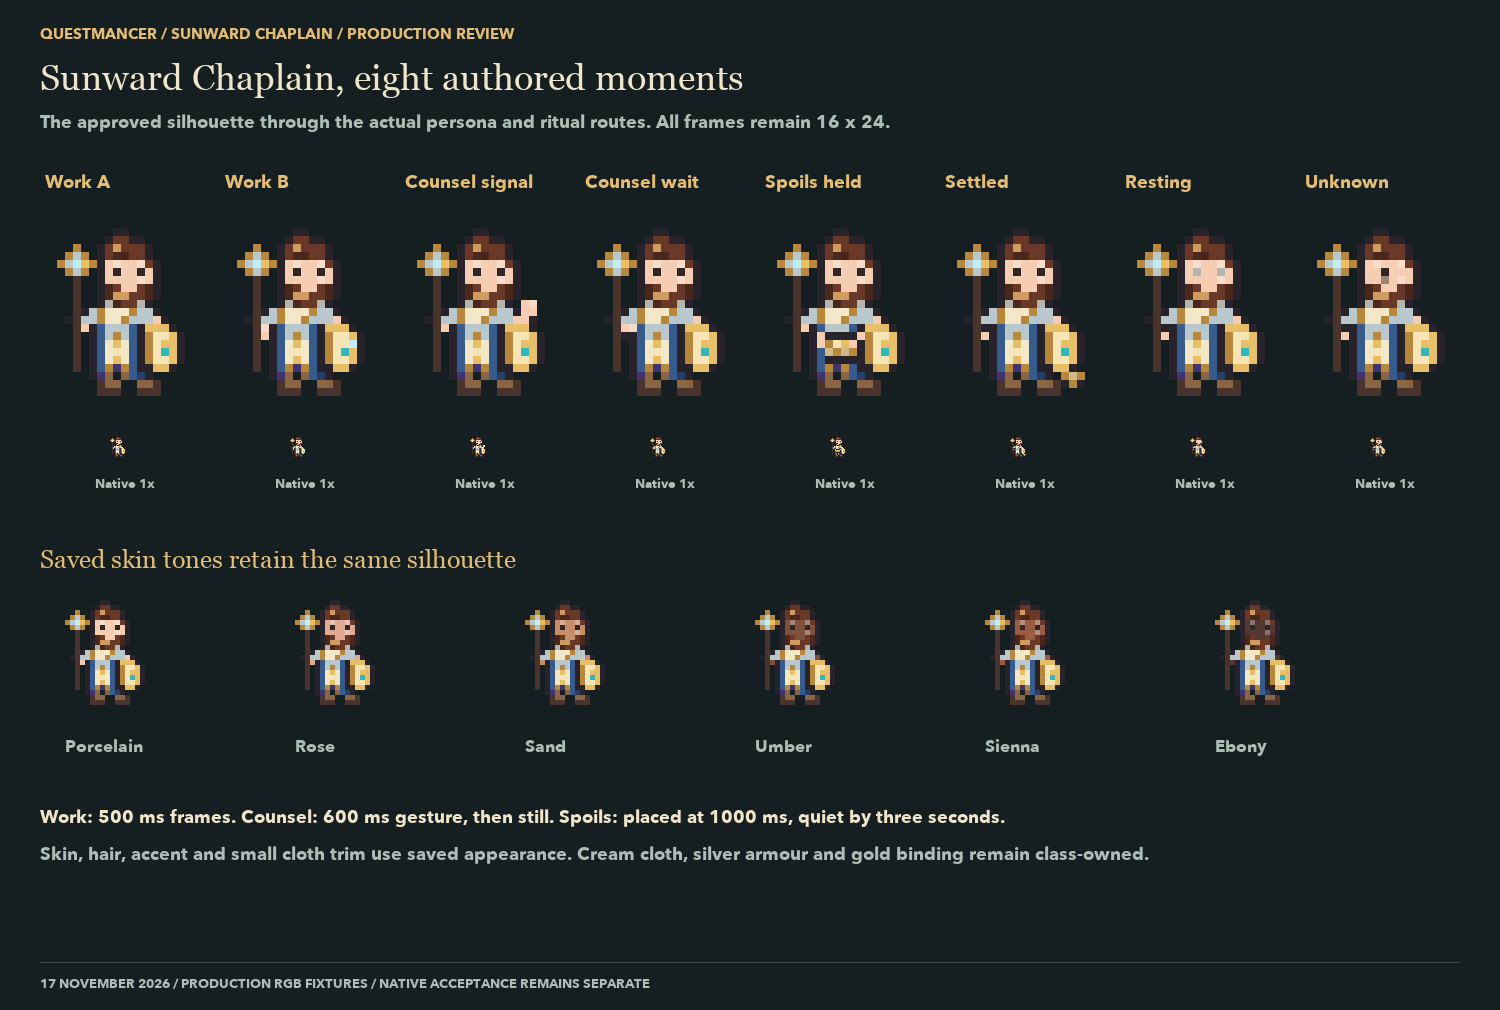 QUESTMANCER / SUNWARD CHAPLAIN / PRODUCTION REVIEW
Sunward Chaplain, eight authored moments
The approved silhouette through the actual persona and ritual routes. All frames remain 16 x 24.
Work A Work B Counsel signal Counsel wait Spoils held Settled Resting Unknown
Native 1x Native 1x Native 1x Native 1x Native 1x Native 1x Native 1x Native 1x
Saved skin tones retain the same silhouette
Porcelain Rose Sand Umber Sienna Ebony
Work: 500 ms frames. Counsel: 600 ms gesture, then still. Spoils: placed at 1000 ms, quiet by three seconds.
Skin, hair, accent and small cloth trim use saved appearance. Cream cloth, silver armour and gold binding remain class-owned.
17 NOVEMBER 2026 / PRODUCTION RGB FIXTURES / NATIVE ACCEPTANCE REMAINS SEPARATE